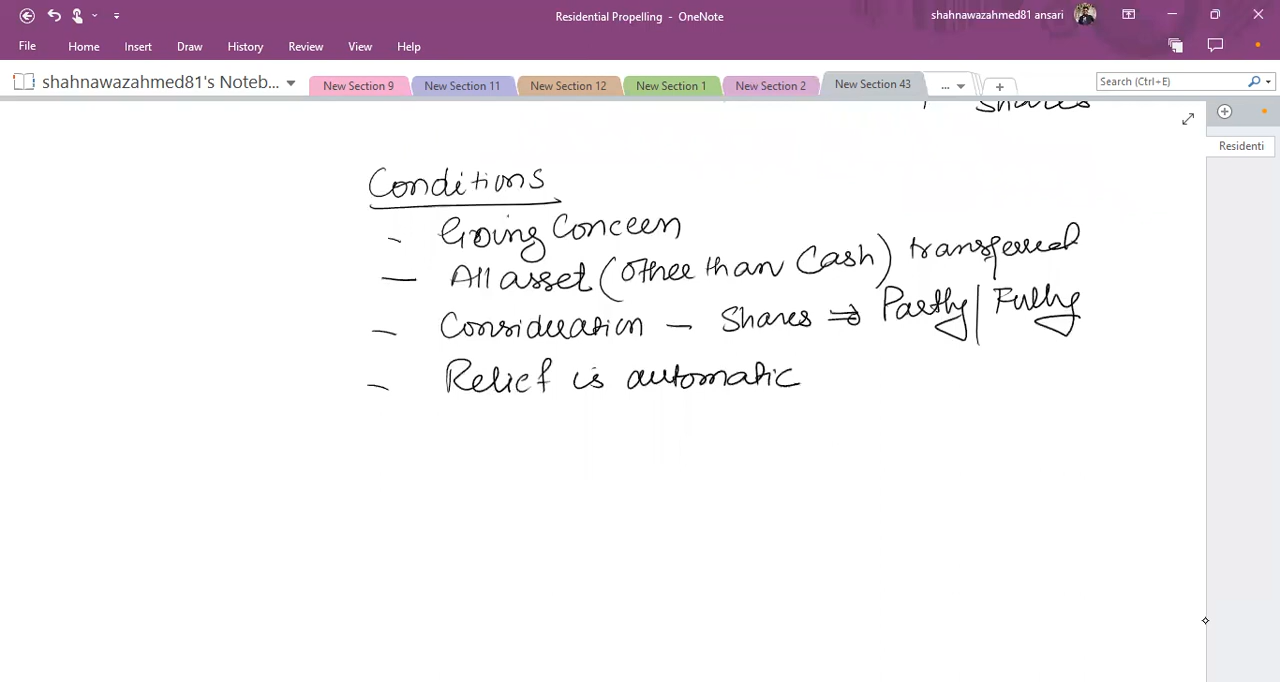 Residential Propelling - OneNote
shahnawazahmed81 ansari
File Home Insert Draw History Review View Help
shahnawazahmed81's Noteb...
New Section 9
New Section 11
New Section 12
New Section 1
New Section 2
New Section 43
...
Search (Ctrl+E)
Residenti
Shares
Conditions
- Going Concern
- All asset (Other than Cash) transferred
- Consideration - Shares ⇒ Partly | Fully
- Relief is automatic